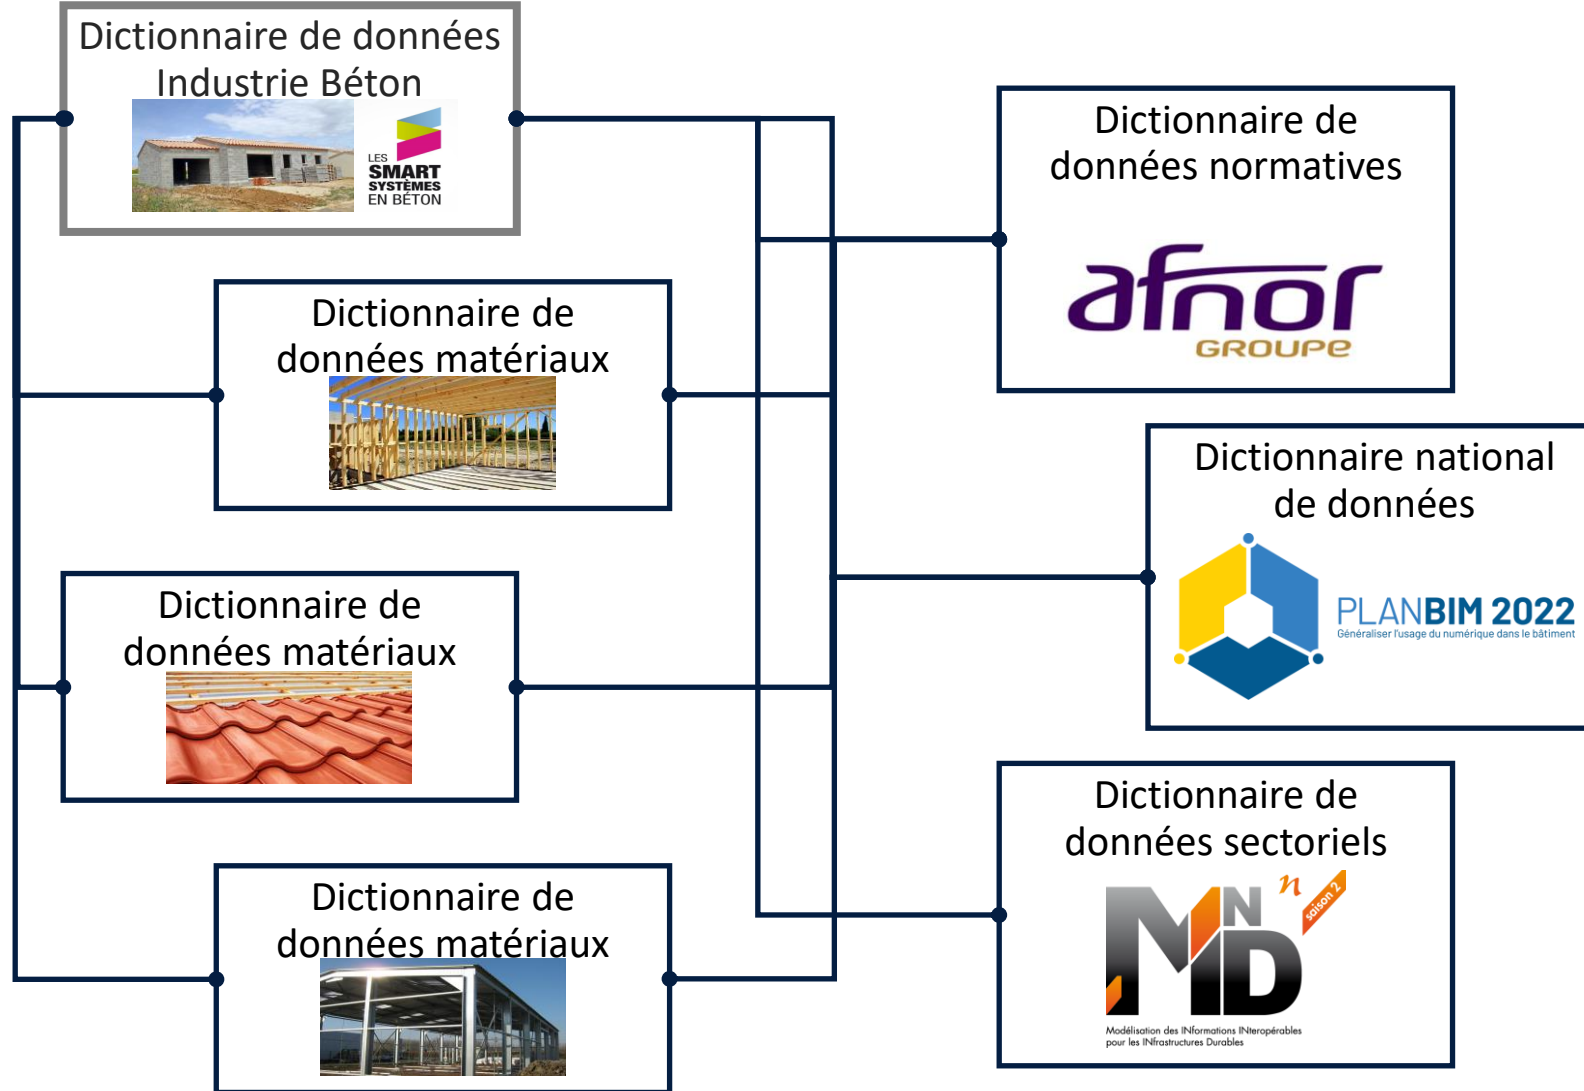 Dictionnaire de données
Industrie Béton
LES
SMART
SYSTÈMES
EN BÉTON
Dictionnaire de
données matériaux
Dictionnaire de
données matériaux
Dictionnaire de
données matériaux
Dictionnaire de
données normatives
afnor
GROUPE
Dictionnaire national
de données
PLANBIM 2022
Généraliser l'usage du numérique dans le bâtiment
Dictionnaire de
données sectoriels
MN
D
n
saison 2
Modélisation des INformations INteropérables
pour les INfrastructures Durables